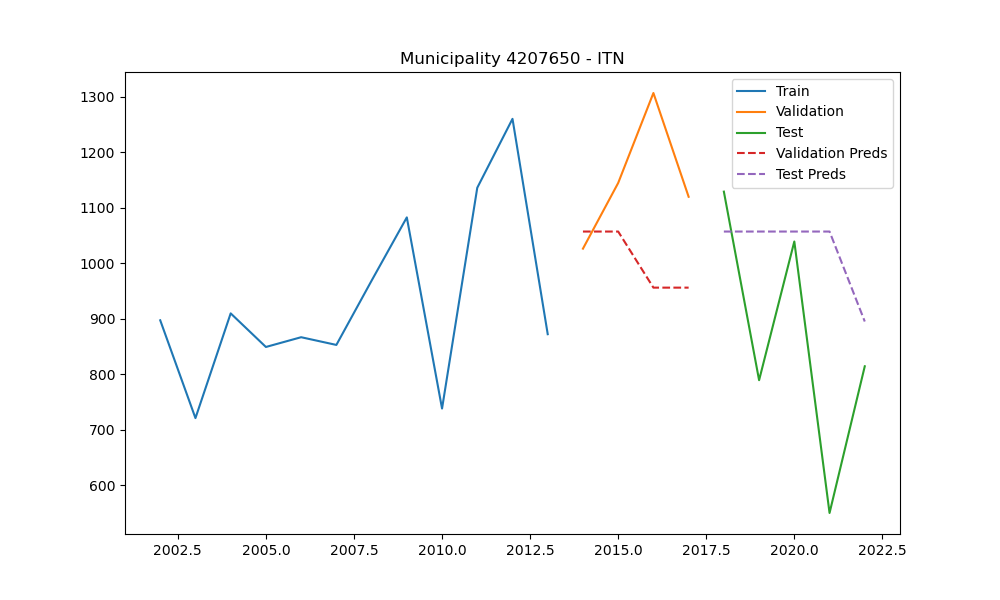 Municipality 4207650 - ITN
1300
1200
1100
1000
900
800
700
600
2002.5 2005.0 2007.5 2010.0 2012.5 2015.0 2017.5 2020.0 2022.5
Train
Validation
Test
Validation Preds
Test Preds